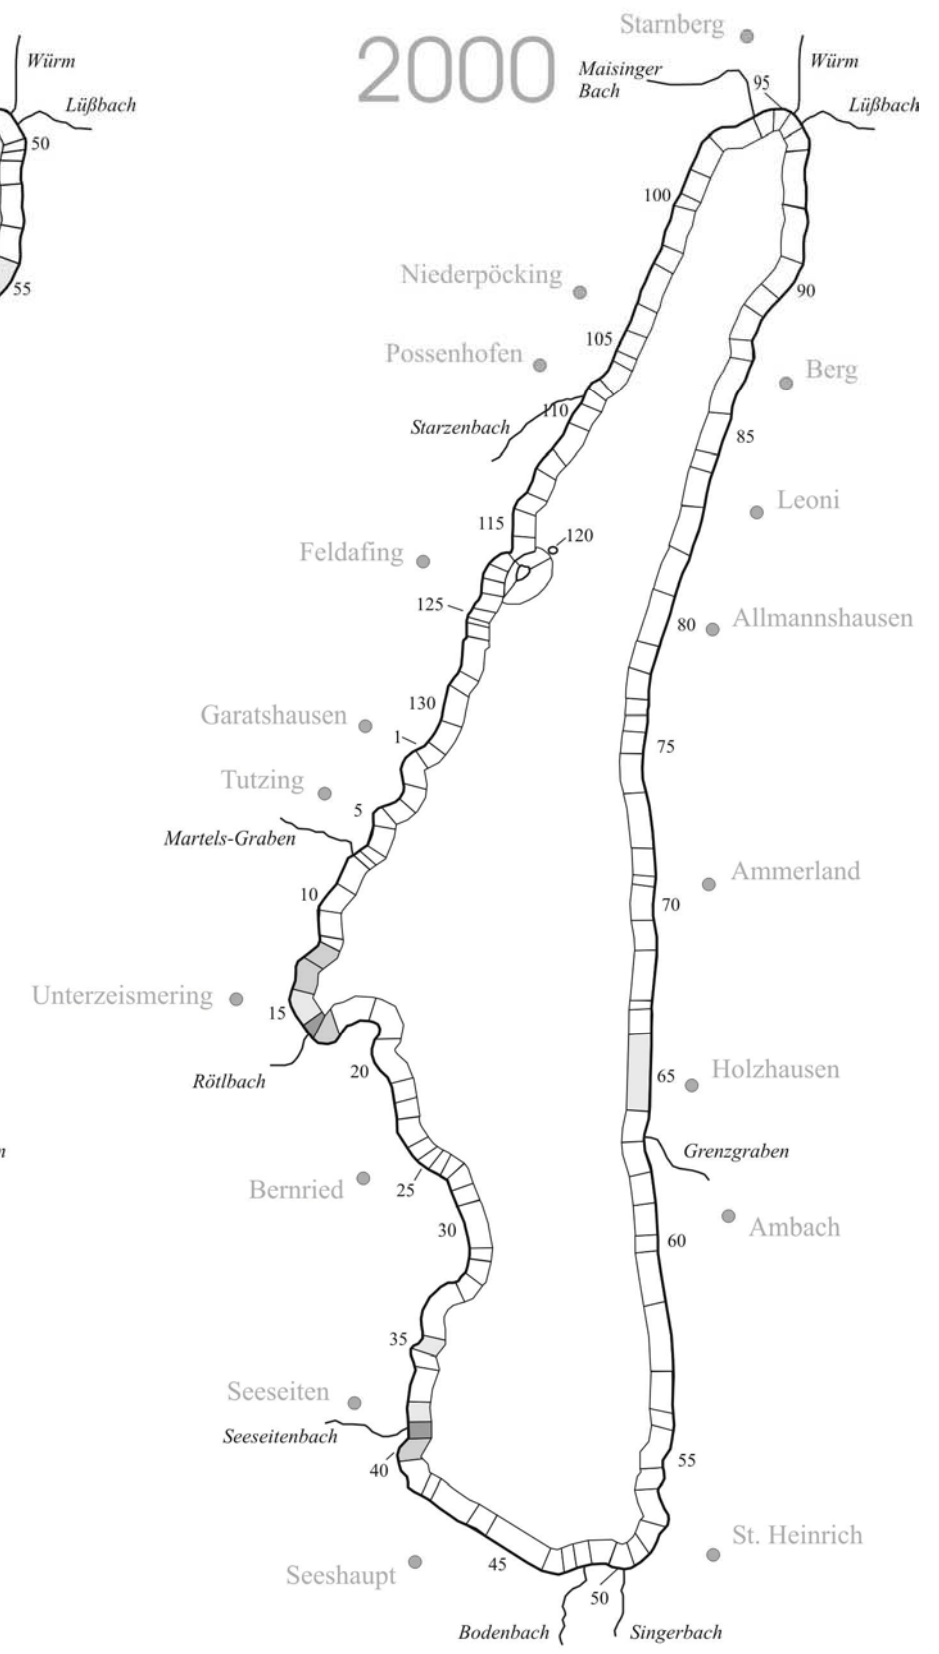 Starnberg
2000
Würm
Würm
Maisinger
Bach
95
Lüßbach
Lüßbach
50
100
Niederpöcking
55
90
105
Possenhofen
Berg
110
Starzenbach
85
Leoni
115
120
Feldafing
125
80
Allmannshausen
130
Garatshausen
1
75
Tutzing
5
Martels-Graben
Ammerland
10
70
Unterzeismering
15
Holzhausen
20
65
Rötlbach
n
Grenzgraben
Bernried
25
Ambach
30
60
35
Seeseiten
Seeseitenbach
55
40
St. Heinrich
45
Seeshaupt
50
Bodenbach
Singerbach